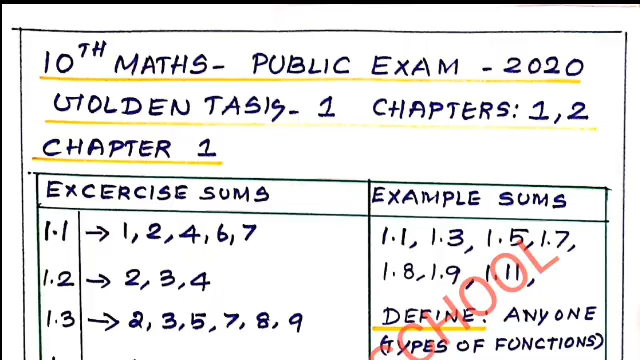 10TH MATHS- PUBLIC EXAM - 2020
GOLDEN TASK- 1 CHAPTERS: 1,2
CHAPTER 1
EXCERCISE SUMS
EXAMPLE SUMS
1.1 → 1, 2, 4, 6, 7
1.1, 1.3, 1.5, 1.7,
1.2 → 2, 3, 4
1.8, 1.9, 1.11,
1.3 → 2, 3, 5, 7, 8, 9
DEFINE: ANYONE
(TYPES OF FUNCTIONS)